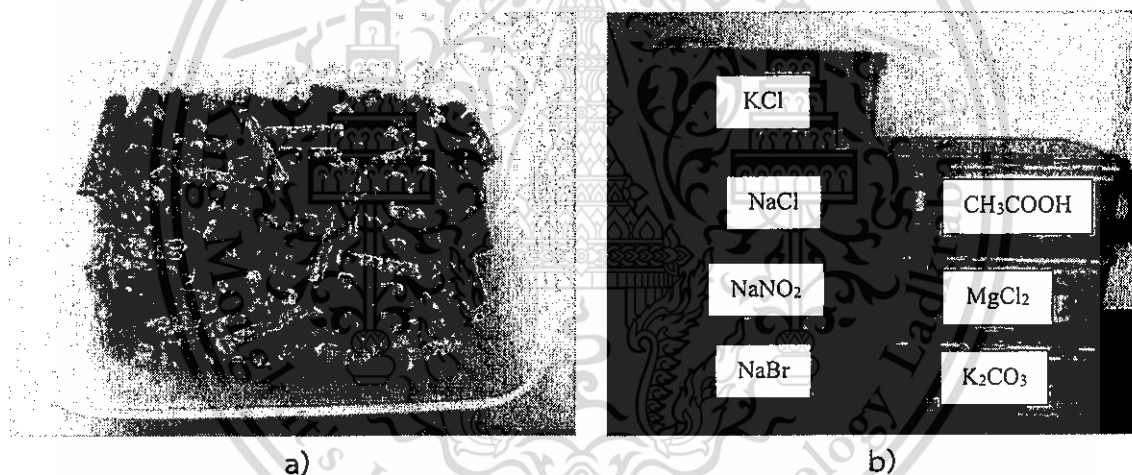 KCl
NaCl
NaNO₂
NaBr
CH₃COOH
MgCl₂
K₂CO₃
a)
b)